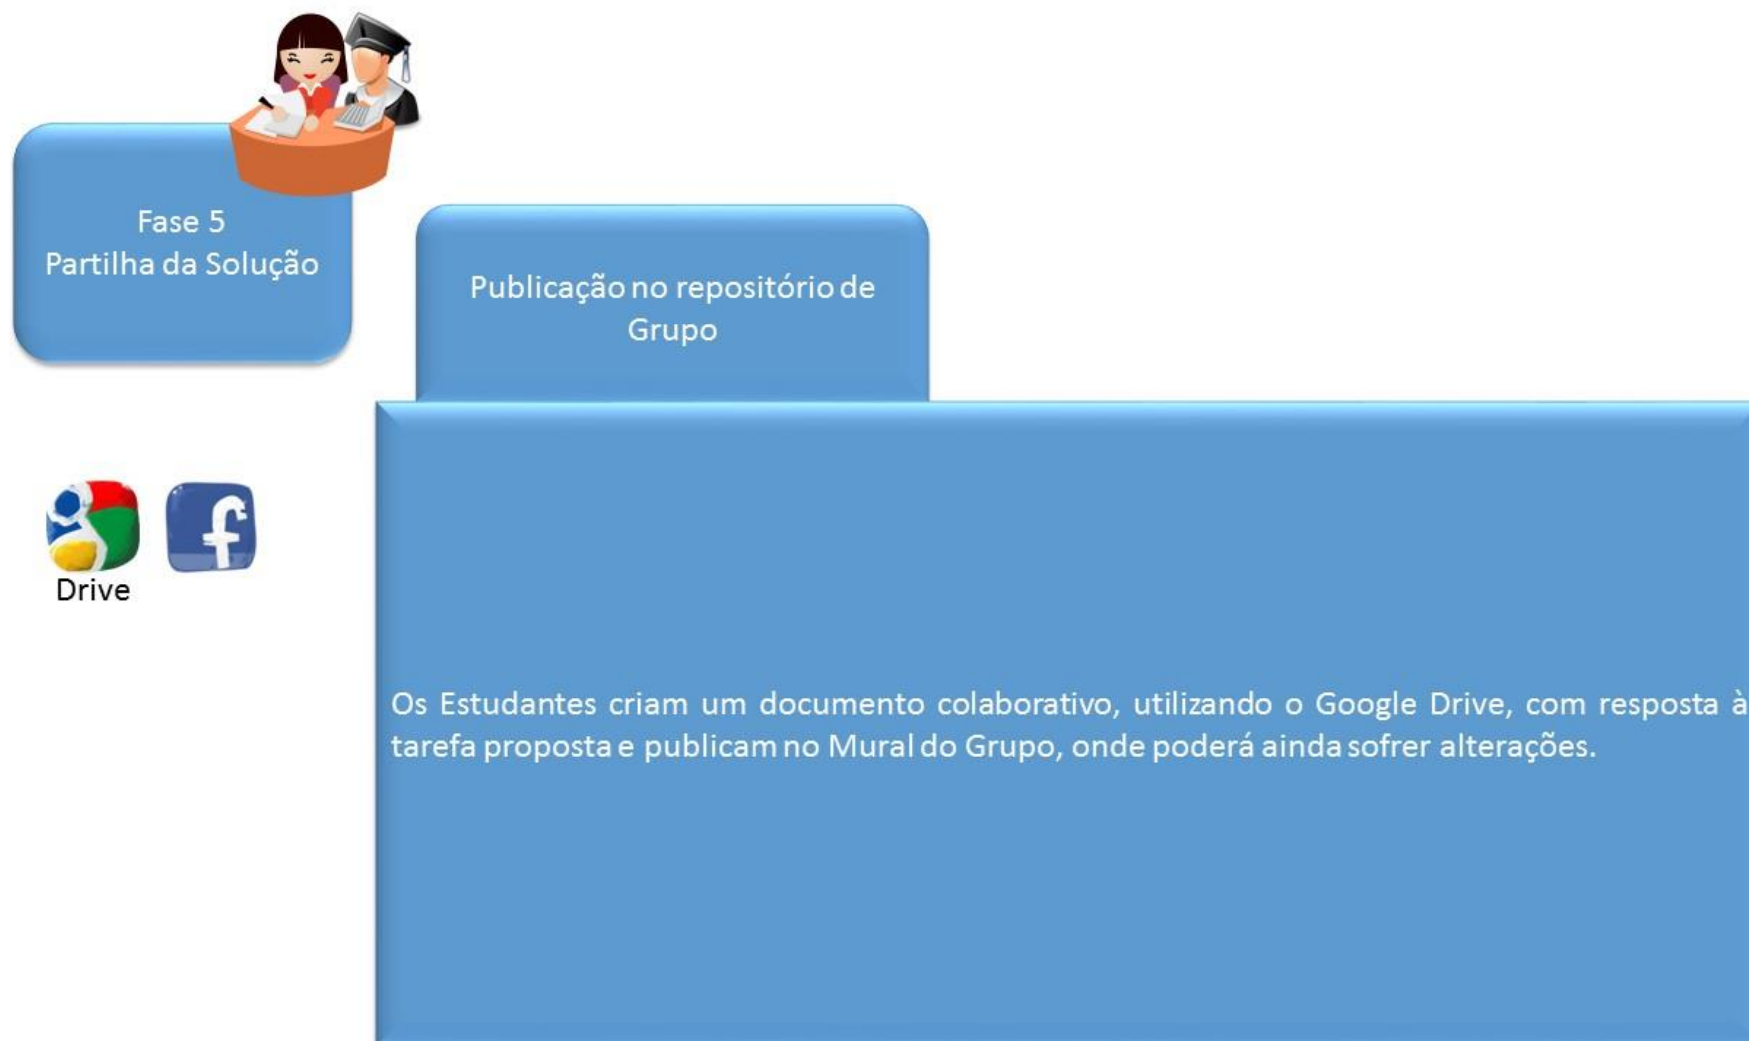 Fase 5
Partilha da Solução
Publicação no repositório de
Grupo
Drive
Os Estudantes criam um documento colaborativo, utilizando o Google Drive, com resposta à
tarefa proposta e publicam no Mural do Grupo, onde poderá ainda sofrer alterações.